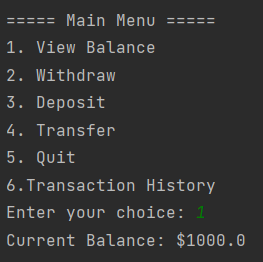 ===== Main Menu =====
1. View Balance
2. Withdraw
3. Deposit
4. Transfer
5. Quit
6.Transaction History
Enter your choice: 1
Current Balance: $1000.0